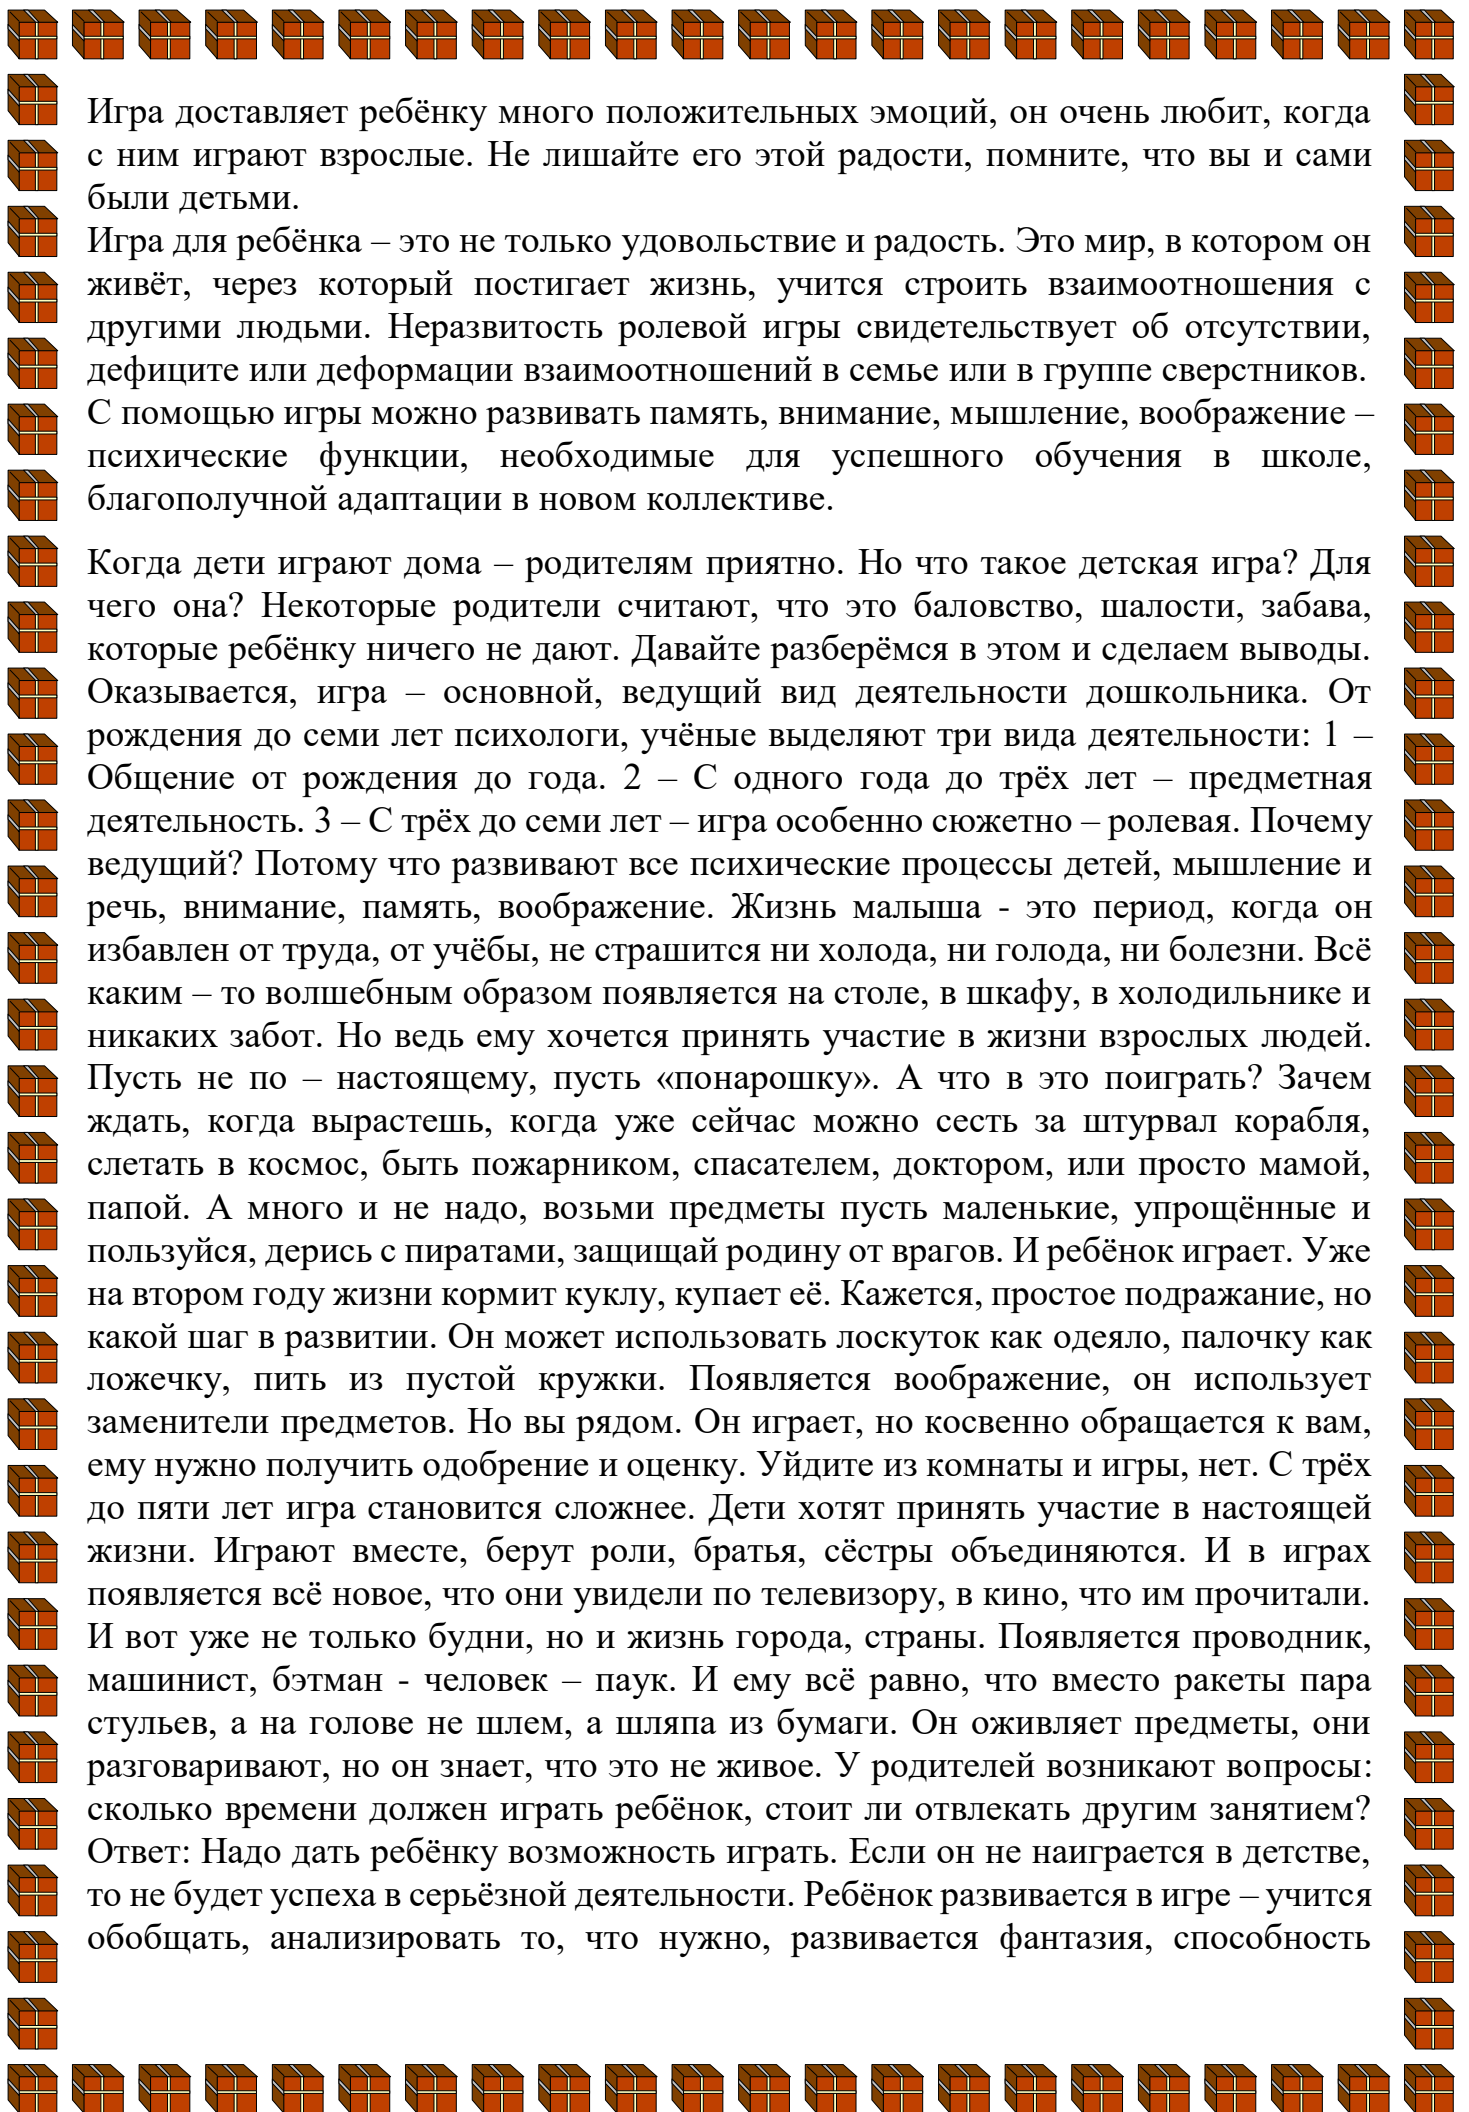 Игра доставляет ребёнку много положительных эмоций, он очень любит, когда
с ним играют взрослые. Не лишайте его этой радости, помните, что вы и сами
были детьми.
Игра для ребёнка – это не только удовольствие и радость. Это мир, в котором он
живёт, через который постигает жизнь, учится строить взаимоотношения с
другими людьми. Неразвитость ролевой игры свидетельствует об отсутствии,
дефиците или деформации взаимоотношений в семье или в группе сверстников.
С помощью игры можно развивать память, внимание, мышление, воображение –
психические функции, необходимые для успешного обучения в школе,
благополучной адаптации в новом коллективе.
Когда дети играют дома – родителям приятно. Но что такое детская игра? Для
чего она? Некоторые родители считают, что это баловство, шалости, забава,
которые ребёнку ничего не дают. Давайте разберёмся в этом и сделаем выводы.
Оказывается, игра – основной, ведущий вид деятельности дошкольника. От
рождения до семи лет психологи, учёные выделяют три вида деятельности: 1 –
Общение от рождения до года. 2 – С одного года до трёх лет – предметная
деятельность. 3 – С трёх до семи лет – игра особенно сюжетно – ролевая. Почему
ведущий? Потому что развивают все психические процессы детей, мышление и
речь, внимание, память, воображение. Жизнь малыша - это период, когда он
избавлен от труда, от учёбы, не страшится ни холода, ни голода, ни болезни. Всё
каким – то волшебным образом появляется на столе, в шкафу, в холодильнике и
никаких забот. Но ведь ему хочется принять участие в жизни взрослых людей.
Пусть не по – настоящему, пусть «понарошку». А что в это поиграть? Зачем
ждать, когда вырастешь, когда уже сейчас можно сесть за штурвал корабля,
слетать в космос, быть пожарником, спасателем, доктором, или просто мамой,
папой. А много и не надо, возьми предметы пусть маленькие, упрощённые и
пользуйся, дерись с пиратами, защищай родину от врагов. И ребёнок играет. Уже
на втором году жизни кормит куклу, купает её. Кажется, простое подражание, но
какой шаг в развитии. Он может использовать лоскуток как одеяло, палочку как
ложечку, пить из пустой кружки. Появляется воображение, он использует
заменители предметов. Но вы рядом. Он играет, но косвенно обращается к вам,
ему нужно получить одобрение и оценку. Уйдите из комнаты и игры, нет. С трёх
до пяти лет игра становится сложнее. Дети хотят принять участие в настоящей
жизни. Играют вместе, берут роли, братья, сёстры объединяются. И в играх
появляется всё новое, что они увидели по телевизору, в кино, что им прочитали.
И вот уже не только будни, но и жизнь города, страны. Появляется проводник,
машинист, бэтман - человек – паук. И ему всё равно, что вместо ракеты пара
стульев, а на голове не шлем, а шляпа из бумаги. Он оживляет предметы, они
разговаривают, но он знает, что это не живое. У родителей возникают вопросы:
сколько времени должен играть ребёнок, стоит ли отвлекать другим занятием?
Ответ: Надо дать ребёнку возможность играть. Если он не наиграется в детстве,
то не будет успеха в серьёзной деятельности. Ребёнок развивается в игре – учится
обобщать, анализировать то, что нужно, развивается фантазия, способность